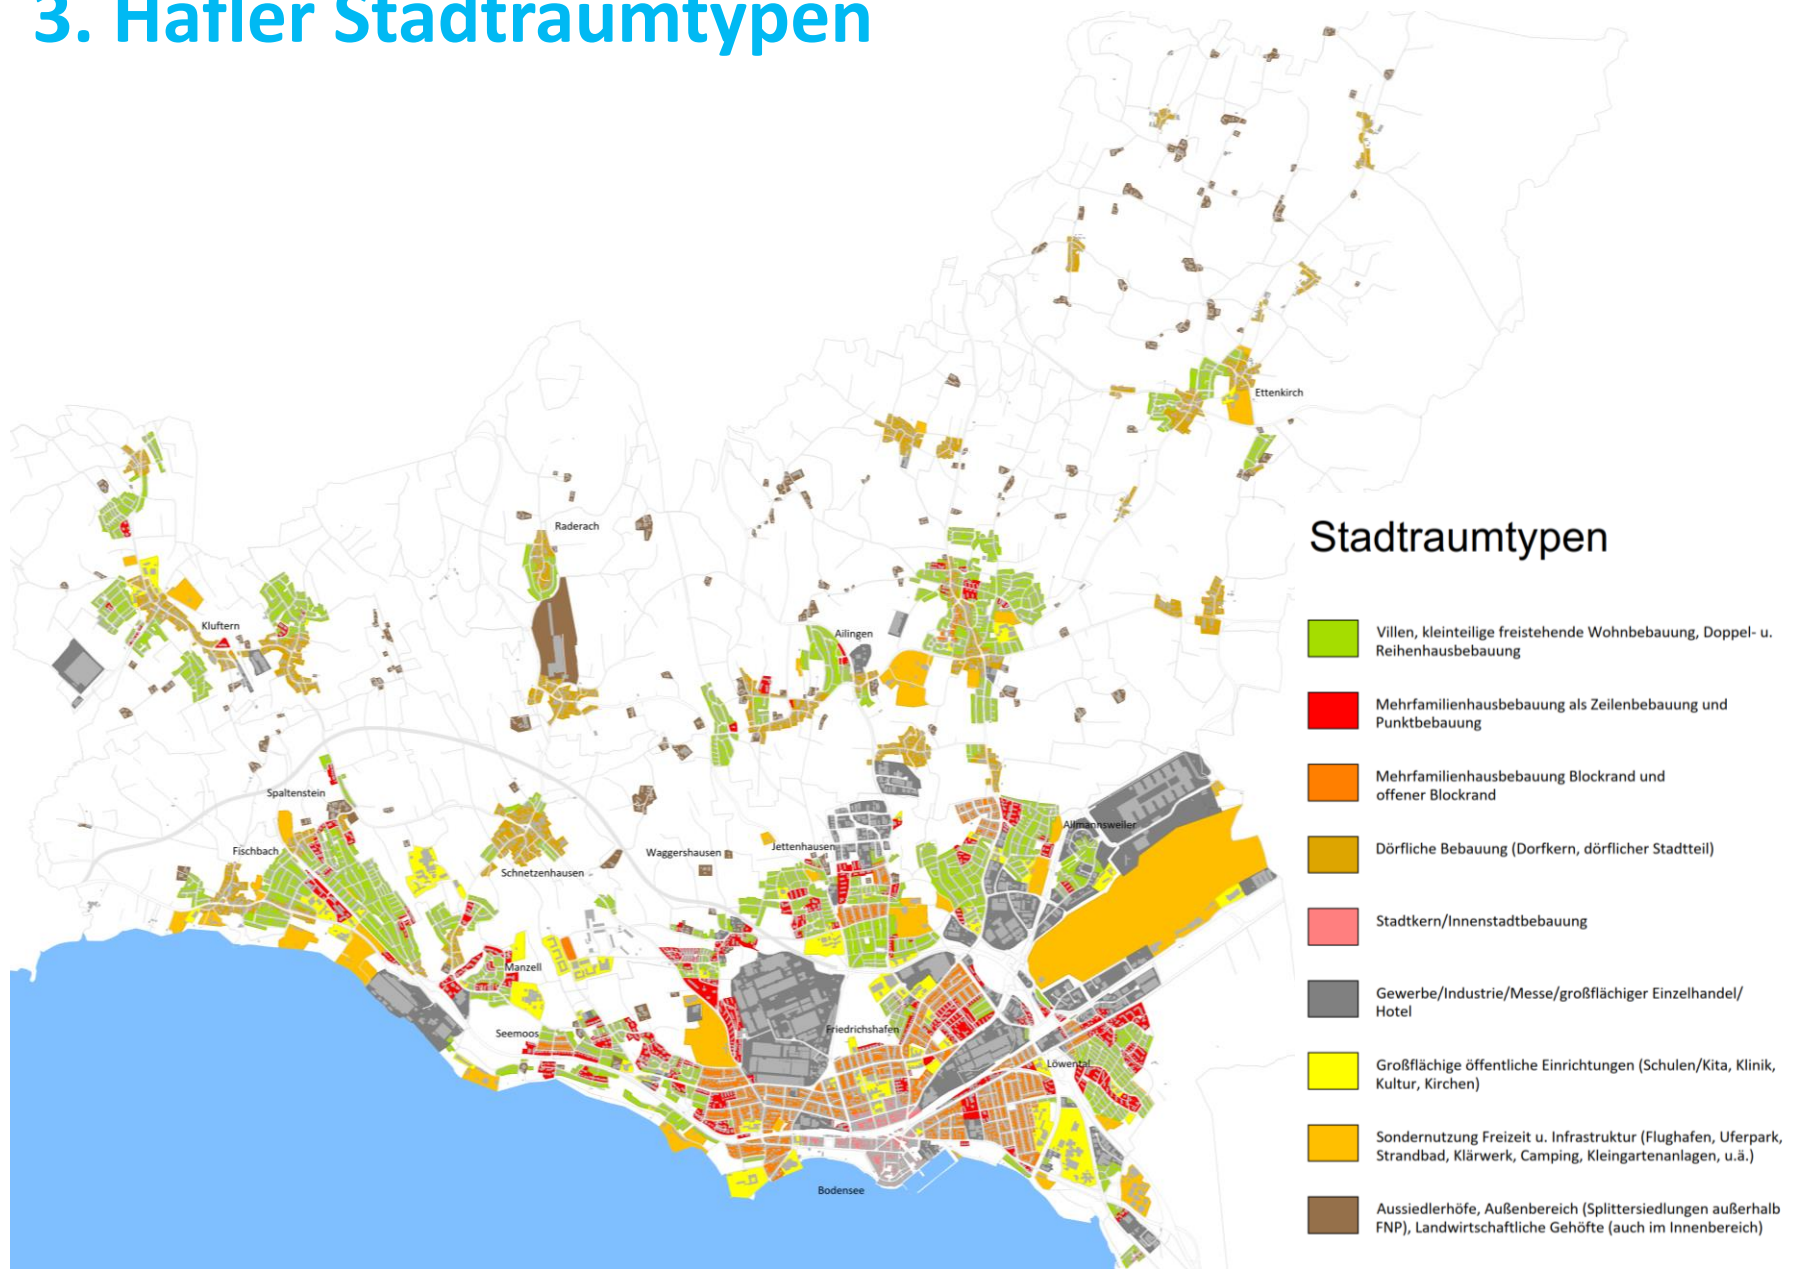 3. Häfler Stadtraumtypen
Ettenkirch
Raderach
Stadtraumtypen
Kluftern
Ailingen
Villen, kleinteilige freistehende Wohnbebauung, Doppel- u.
Reihenhausbebauung
Mehrfamilienhausbebauung als Zeilenbebauung und
Punktbebauung
Spaltenstein
Mehrfamilienhausbebauung Blockrand und
offener Blockrand
Allmannsweiler
Fischbach
Waggershausen
Jettenhausen
Schnetzenhausen
Dörfliche Bebauung (Dorfkern, dörflicher Stadtteil)
Stadtkern/Innenstadtbebauung
Manzell
Gewerbe/Industrie/Messe/großflächiger Einzelhandel/
Hotel
Seemoos
Friedrichshafen
Löwental
Großflächige öffentliche Einrichtungen (Schulen/Kita, Klinik,
Kultur, Kirchen)
Sondernutzung Freizeit u. Infrastruktur (Flughafen, Uferpark,
Strandbad, Klärwerk, Camping, Kleingartenanlagen, u.ä.)
Bodensee
Aussiedlerhöfe, Außenbereich (Splittersiedlungen außerhalb
FNP), Landwirtschaftliche Gehöfte (auch im Innenbereich)